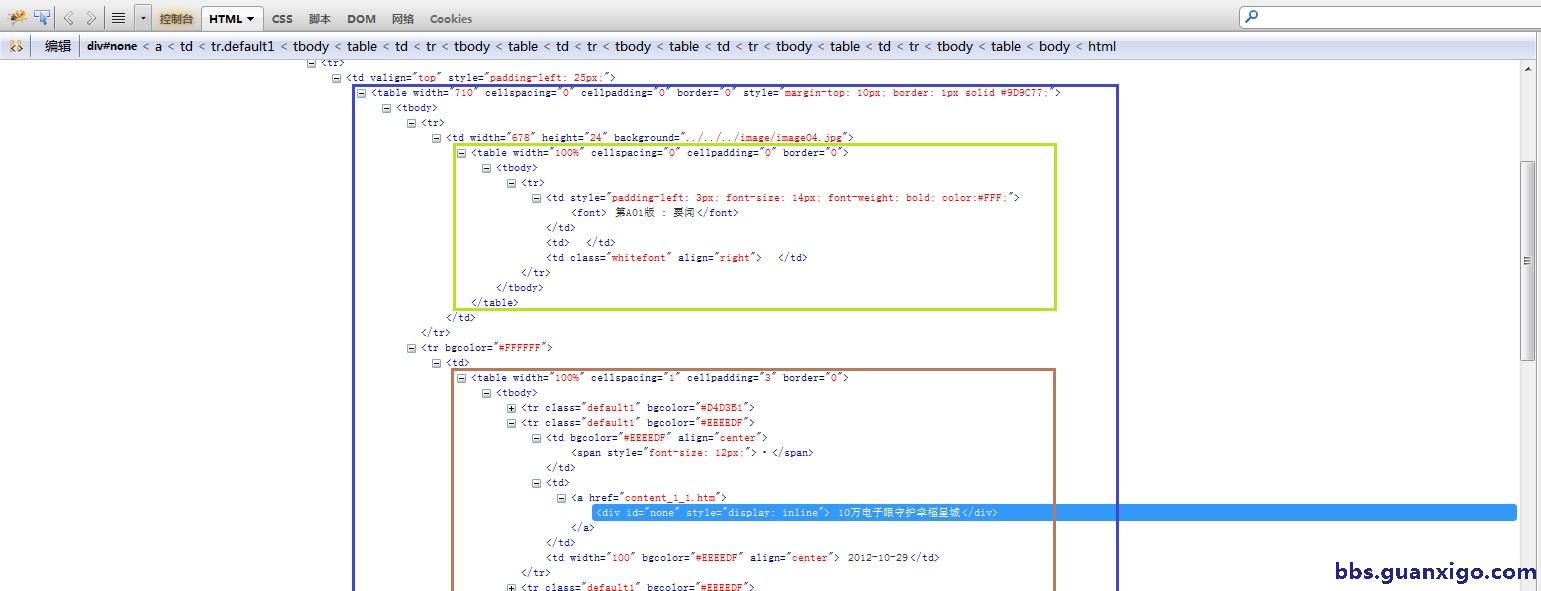 控制台 HTML CSS 脚本 DOM 网络 Cookies
编辑 div#none < a < td < tr.default1 < tbody < table < td < tr < tbody < table < td < tr < tbody < table < td < tr < tbody < table < td < tr < tbody < table < body < html
<tr>
<td valign="top" style="padding-left: 25px;">
<table width="710" cellspacing="0" cellpadding="0" border="0" style="margin-top: 10px; border: 1px solid #9D9C77;">
<tbody>
<tr>
<td width="678" height="24" background="../../../image/image04.jpg">
<table width="100%" cellspacing="0" cellpadding="0" border="0">
<tbody>
<tr>
<td style="padding-left: 3px; font-size: 14px; font-weight: bold; color:#FFF;">
<font> 第A01版 : 要闻</font>
</td>
<td> </td>
<td class="whitefont" align="right"> </td>
</tr>
</tbody>
</table>
</td>
</tr>
<tr bgcolor="#FFFFFF">
<td>
<table width="100%" cellspacing="1" cellpadding="3" border="0">
<tbody>
<tr class="default1" bgcolor="#D4D3B1">
<tr class="default1" bgcolor="#EEEEDF">
<td bgcolor="#EEEEDF" align="center">
<span style="font-size: 12px;"> · </span>
</td>
<td>
<a href="content_1_1.htm">
<div id="none" style="display: inline"> 10万电子眼守护幸福星城</div>
</a>
</td>
<td width="100" bgcolor="#EEEEDF" align="center"> 2012-10-29</td>
</tr>
<tr class="default1" bgcolor="#EEEEDF">
bbs.guanxigo.com